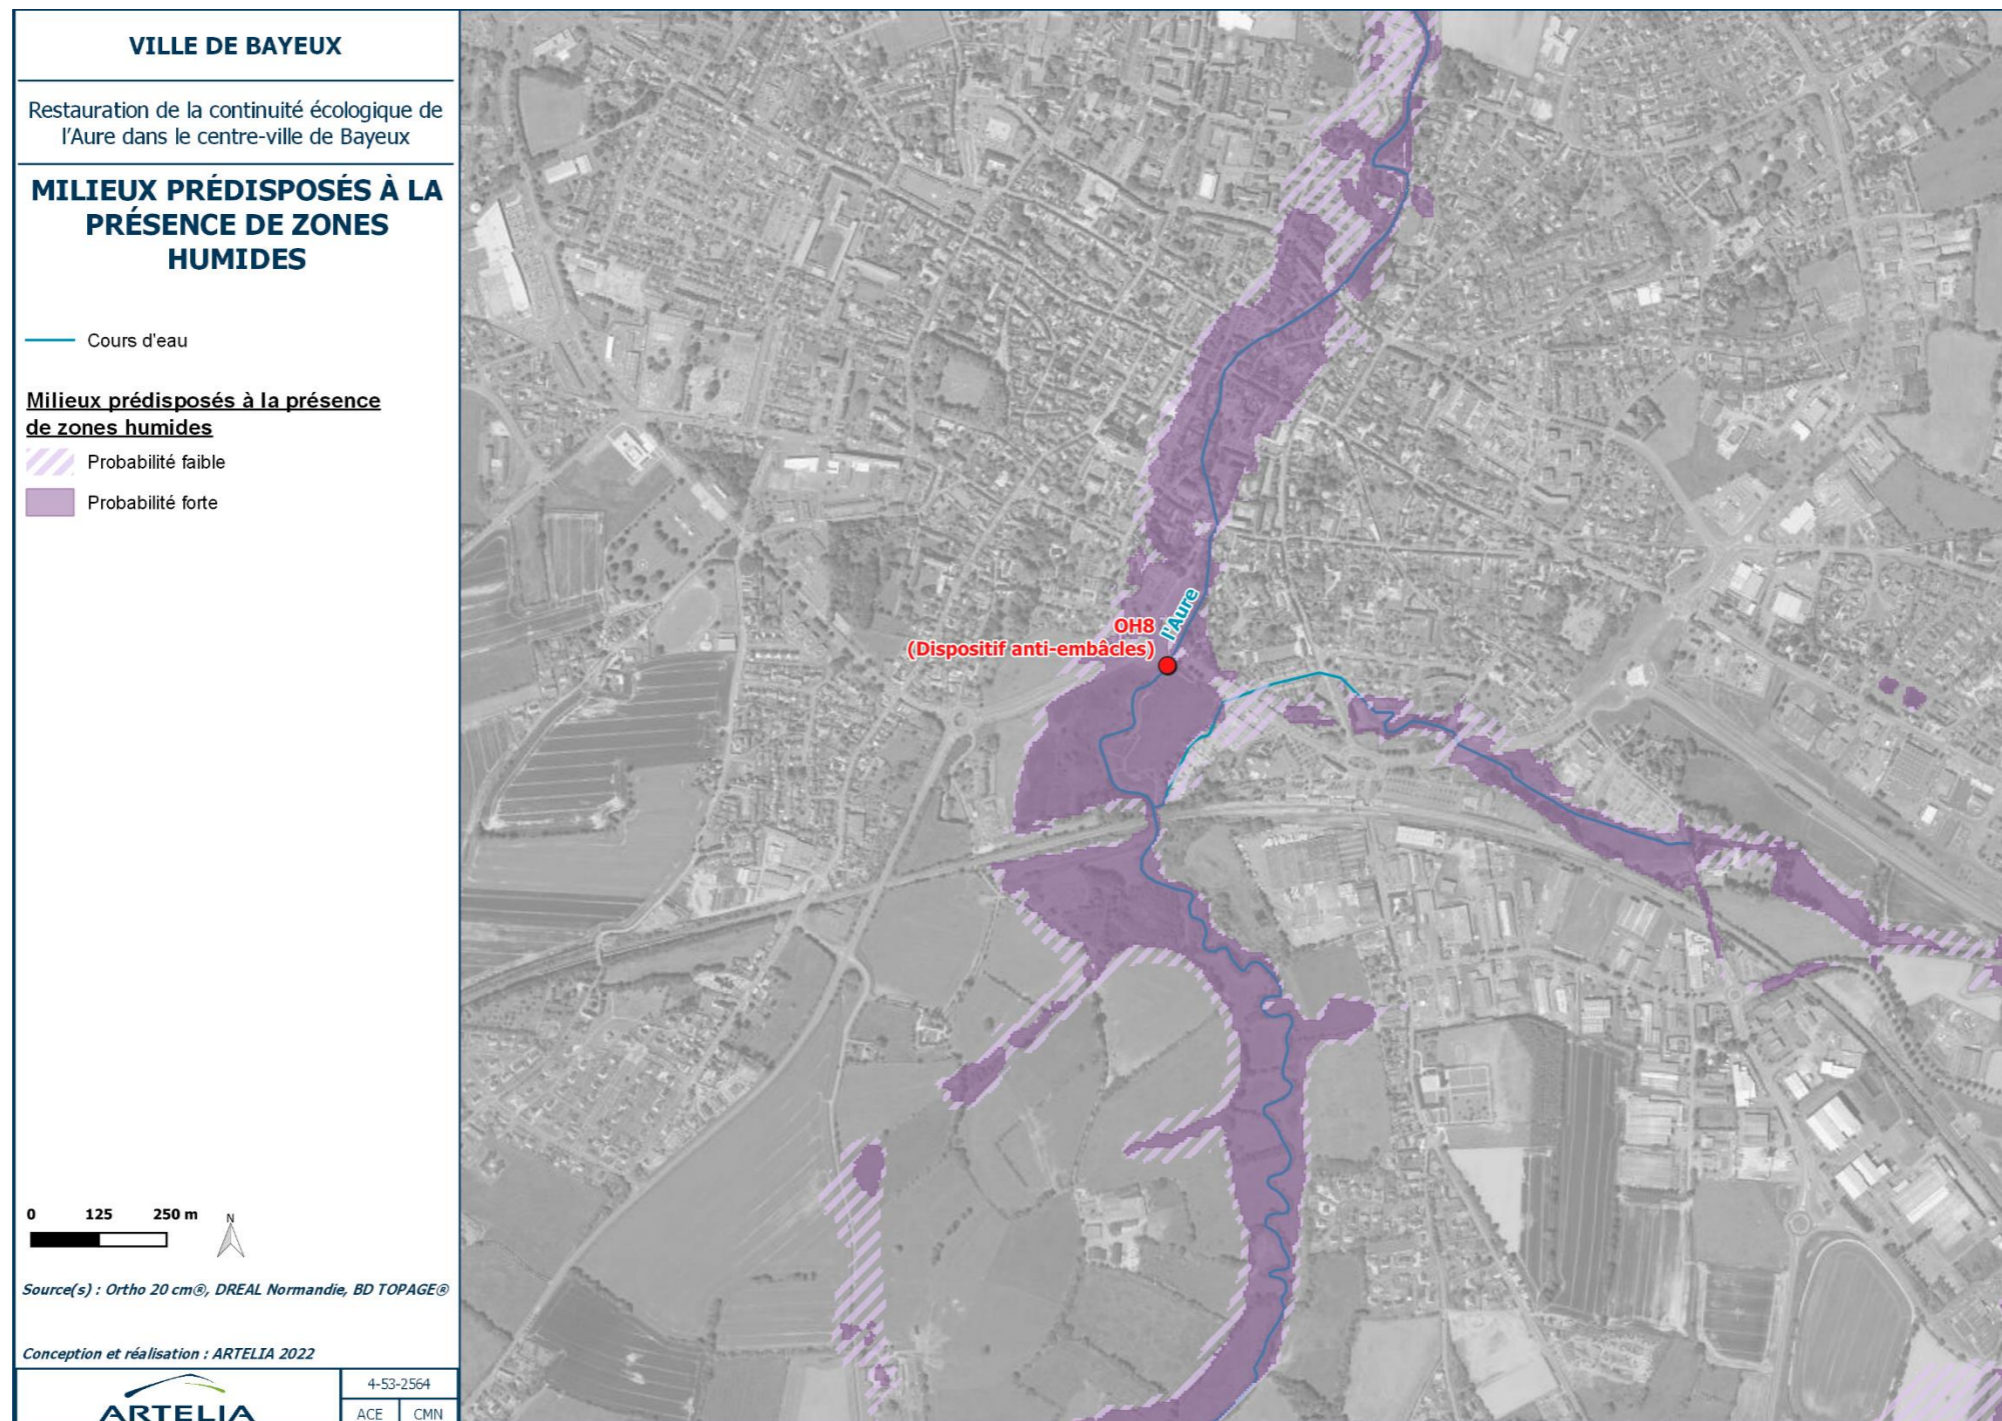 VILLE DE BAYEUX
Restauration de la continuité écologique de
l'Aure dans le centre-ville de Bayeux
MILIEUX PRÉDISPOSÉS À LA
PRÉSENCE DE ZONES
HUMIDES
Cours d'eau
Milieux prédisposés à la présence
de zones humides
Probabilité faible
Probabilité forte
0 125 250 m
N
Source(s) : Ortho 20 cm®, DREAL Normandie, BD TOPAGE®
Conception et réalisation : ARTELIA 2022
ARTELIA
4-53-2564
ACE CMN
l'Aure
OH8
(Dispositif anti-embâcles)